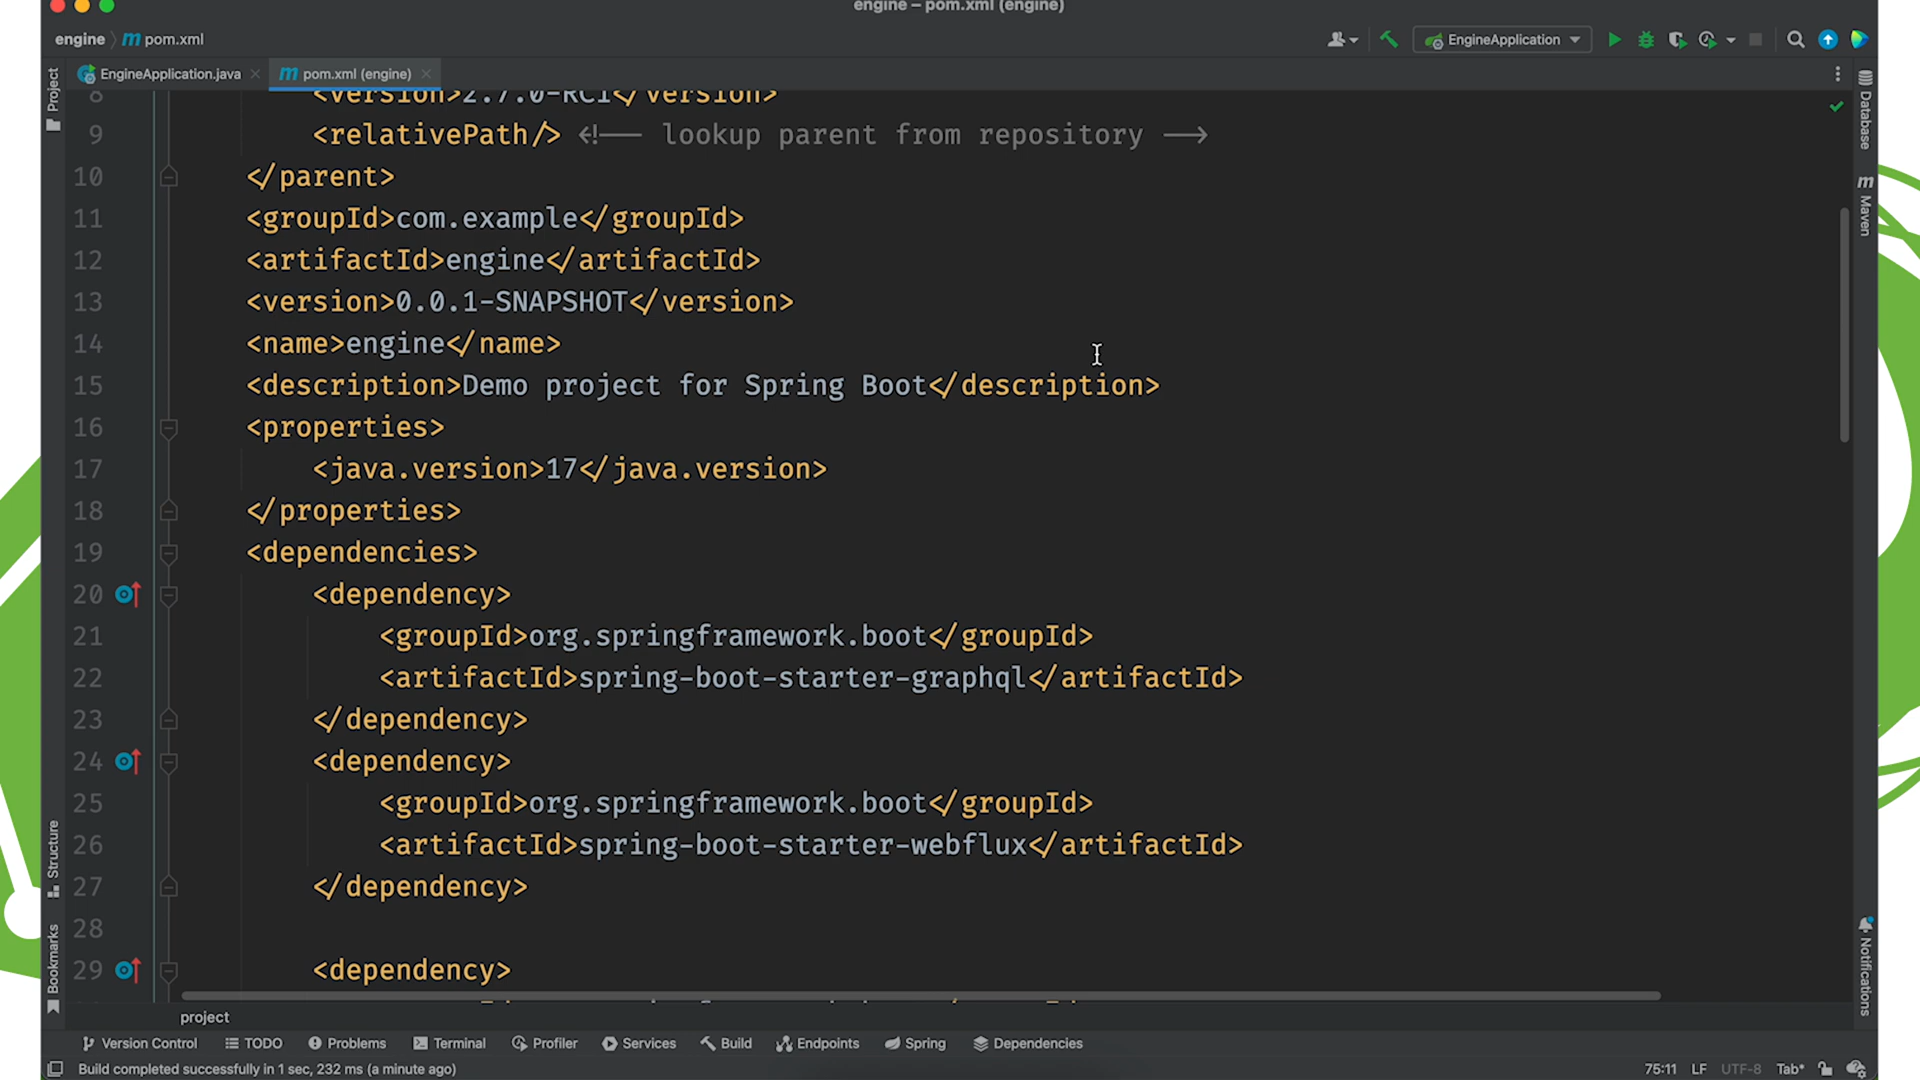 engine – pom.xml (engine)
engine pom.xml
EngineApplication
EngineApplication.java pom.xml (engine)
Project
Database
Maven
Structure
Bookmarks
Notifications
8 <version>2.7.0-RC1</version>
9 <relativePath/> <!-- lookup parent from repository -->
10 </parent>
11 <groupId>com.example</groupId>
12 <artifactId>engine</artifactId>
13 <version>0.0.1-SNAPSHOT</version>
14 <name>engine</name>
15 <description>Demo project for Spring Boot</description>
16 <properties>
17 <java.version>17</java.version>
18 </properties>
19 <dependencies>
20 <dependency>
21 <groupId>org.springframework.boot</groupId>
22 <artifactId>spring-boot-starter-graphql</artifactId>
23 </dependency>
24 <dependency>
25 <groupId>org.springframework.boot</groupId>
26 <artifactId>spring-boot-starter-webflux</artifactId>
27 </dependency>
28
29 <dependency>
project
Version Control TODO Problems Terminal Profiler Services Build Endpoints Spring Dependencies
Build completed successfully in 1 sec, 232 ms (a minute ago) 75:11 LF UTF-8 Tab*